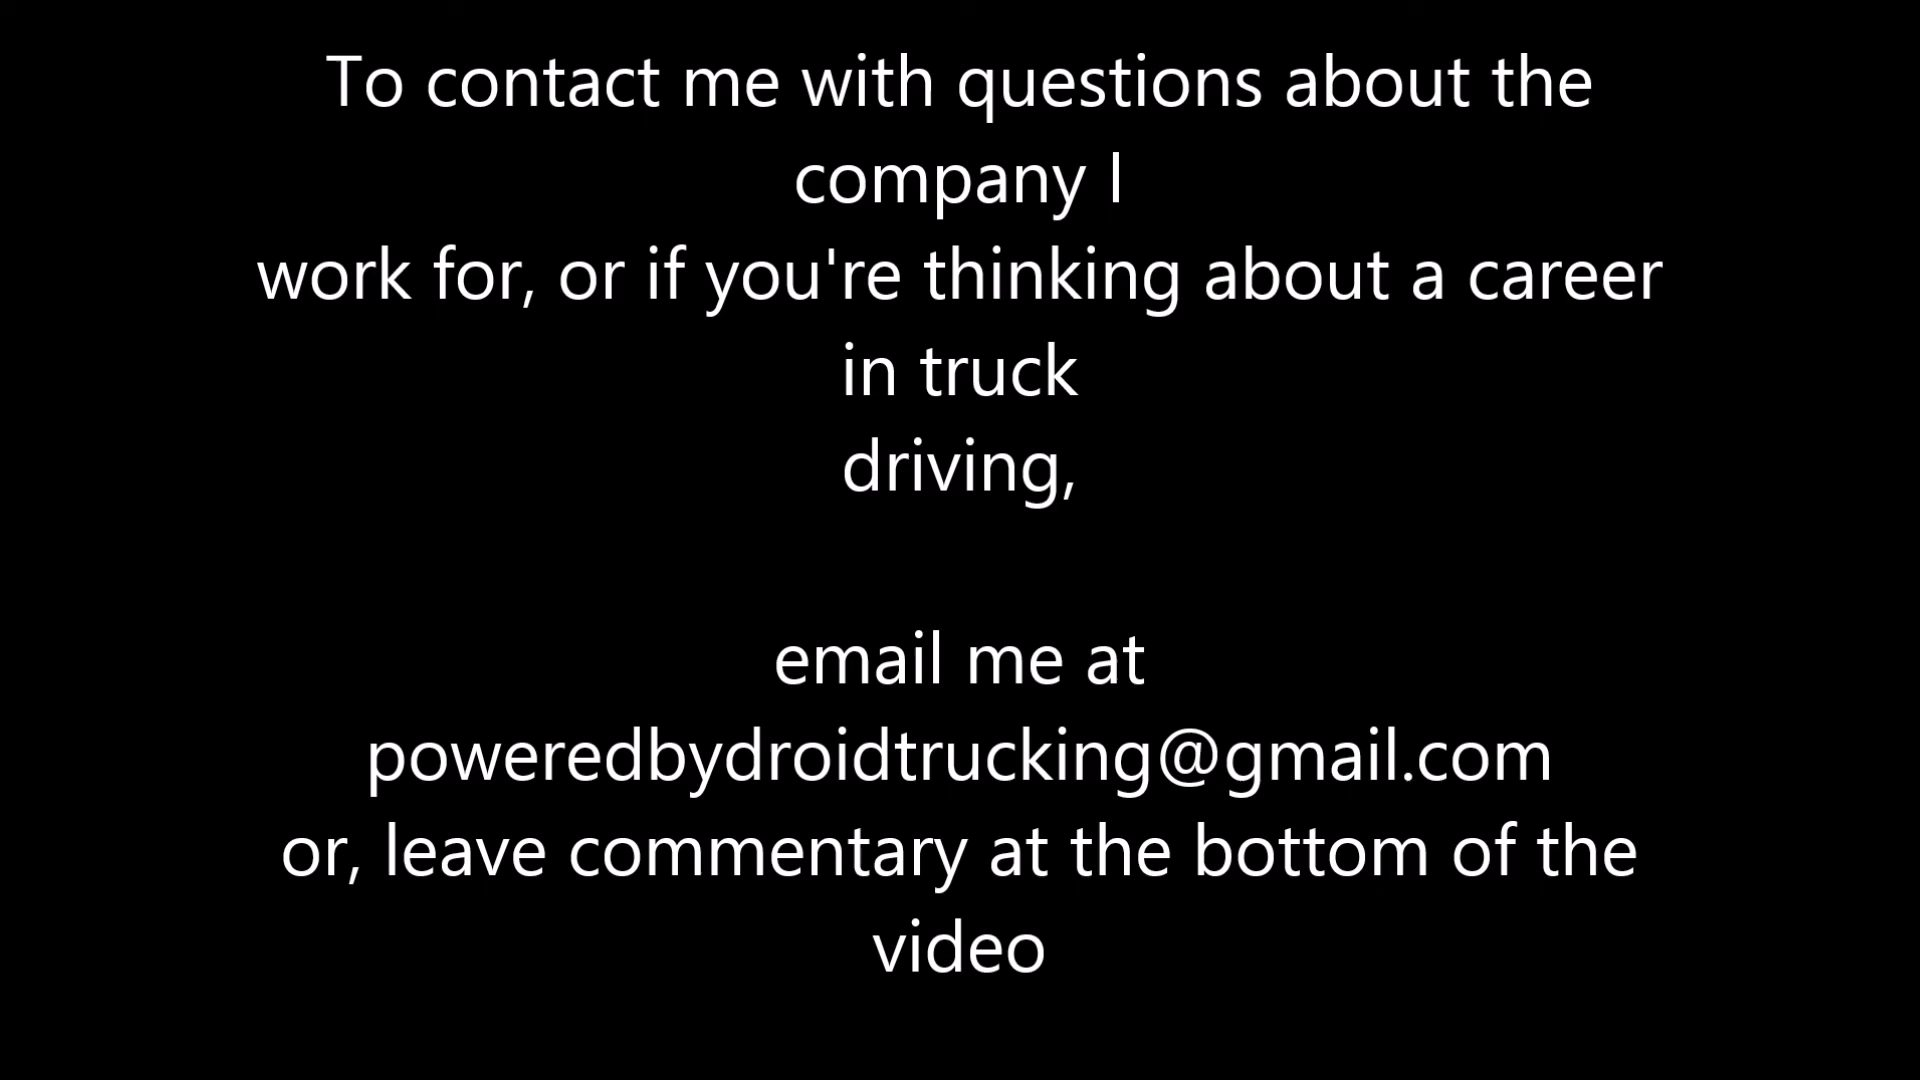 To contact me with questions about the
company I
work for, or if you're thinking about a career
in truck
driving,
email me at
poweredbydroidtrucking@gmail.com
or, leave commentary at the bottom of the
video